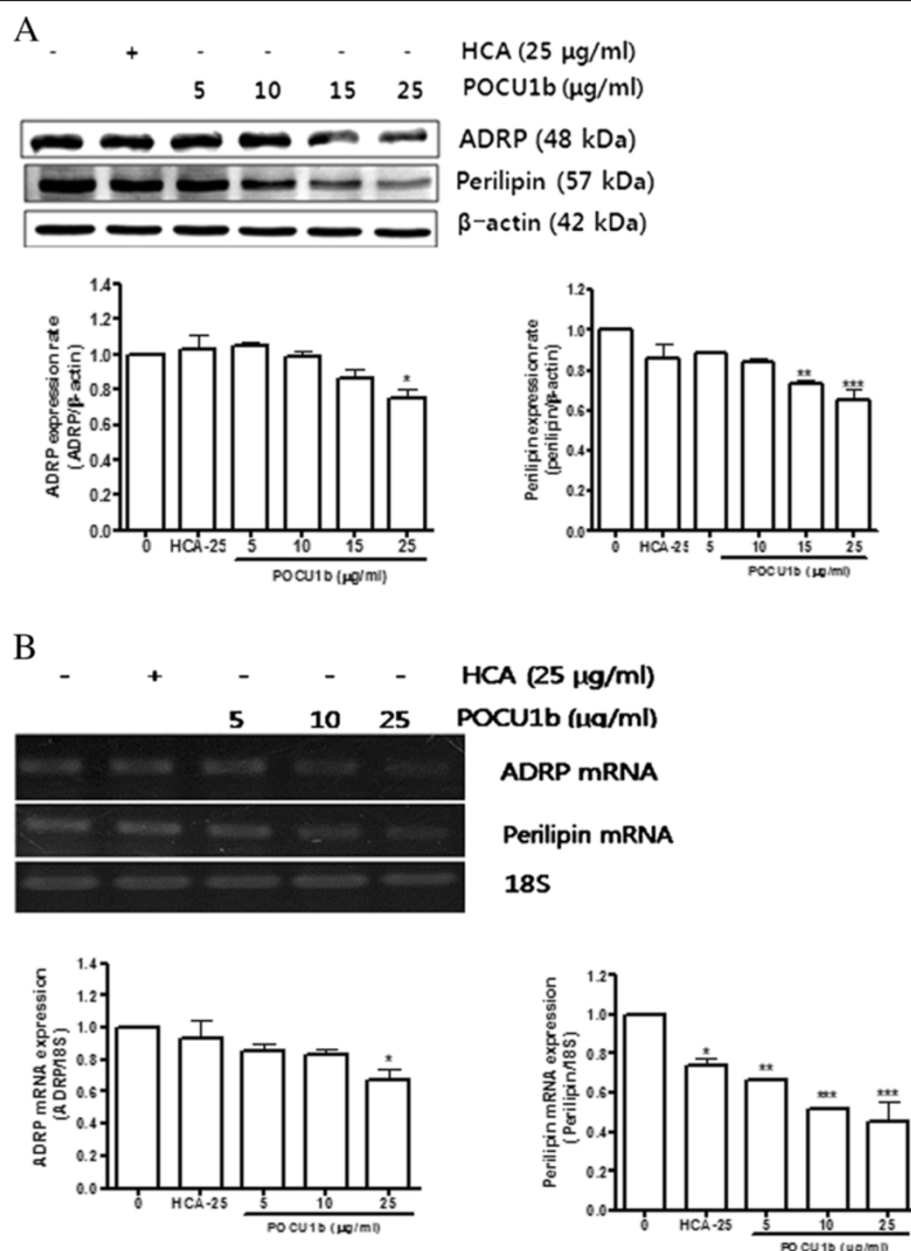 A
- + - - - - HCA (25 μg/ml)
5 10 15 25 POCU1b (μg/ml)
ADRP (48 kDa)
Perilipin (57 kDa)
β-actin (42 kDa)
ADRP expression rate
(ADRP/β-actin)
1.4
1.2
1.0
0.8
0.6
0.4
0.2
0.0
*
0 HCA-25 5 10 15 25
POCU1b (μg/ml)
Perilipin expression rate
(perilipin/β-actin)
1.2
1.0
0.8
0.6
0.4
0.2
0.0
** ***
0 HCA-25 5 10 15 25
POCU1b (μg/ml)
B
- + - - - HCA (25 μg/ml)
5 10 25 POCU1b (μg/ml)
ADRP mRNA
Perilipin mRNA
18S
ADRP mRNA expression
(ADRP/18S)
1.4
1.2
1.0
0.8
0.6
0.4
0.2
0.0
*
0 HCA-25 5 10 25
POCU1b (μg/ml)
Perilipin mRNA expression
(Perilipin/18S)
1.2
1.0
0.8
0.6
0.4
0.2
0.0
* ** *** ***
0 HCA-25 5 10 25
POCU1b (μg/ml)